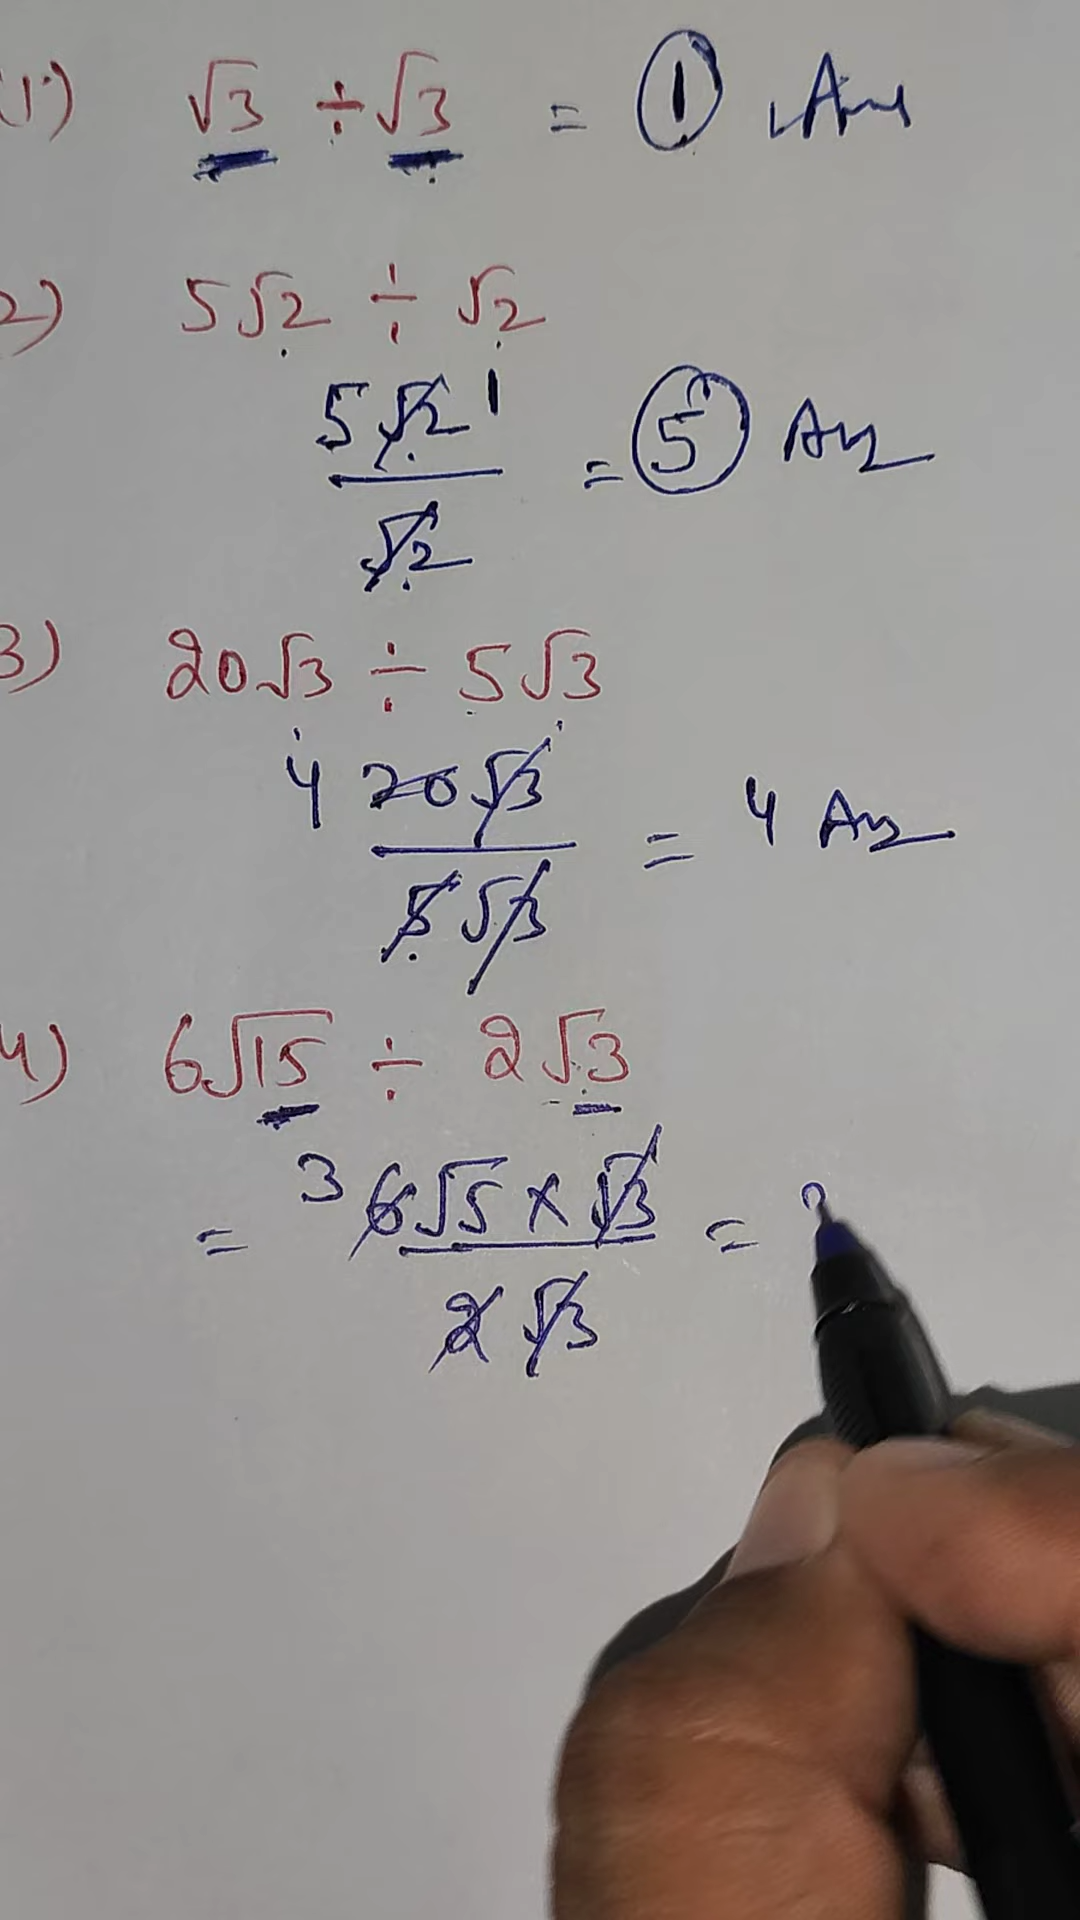 1) √3 ÷ √3 = 1 Ans
2) 5√2 ÷ √2
5√2 1
= 5 Ans
√2
3) 20√3 ÷ 5√3
4 20√3
= 4 Ans
5√3
4) 6√15 ÷ 2√3
= 3 6√5 × √3 =
2√3